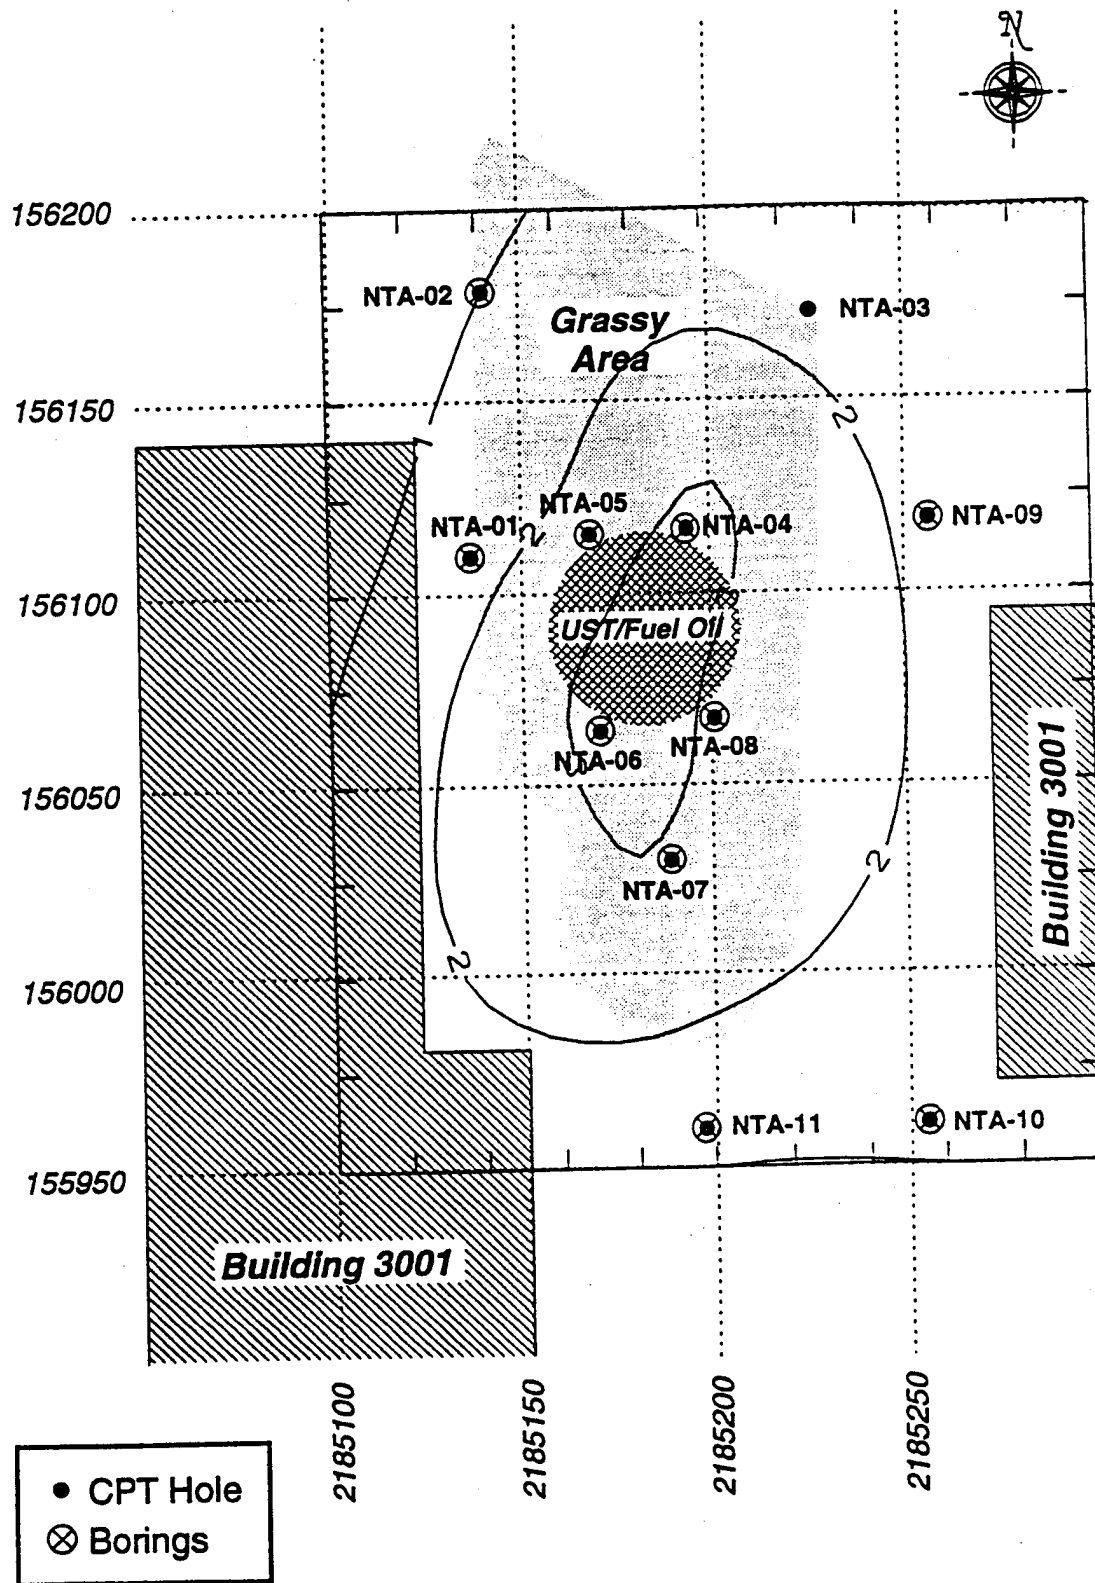 N
156200
NTA-02
Grassy
Area
NTA-03
156150
1
2
NTA-05
NTA-01
2
NTA-04
NTA-09
156100
UST/Fuel Oil
NTA-08
NTA-06
156050
Building 3001
2
NTA-07
2
156000
NTA-11
NTA-10
155950
Building 3001
2185100
2185150
2185200
2185250
CPT Hole
Borings